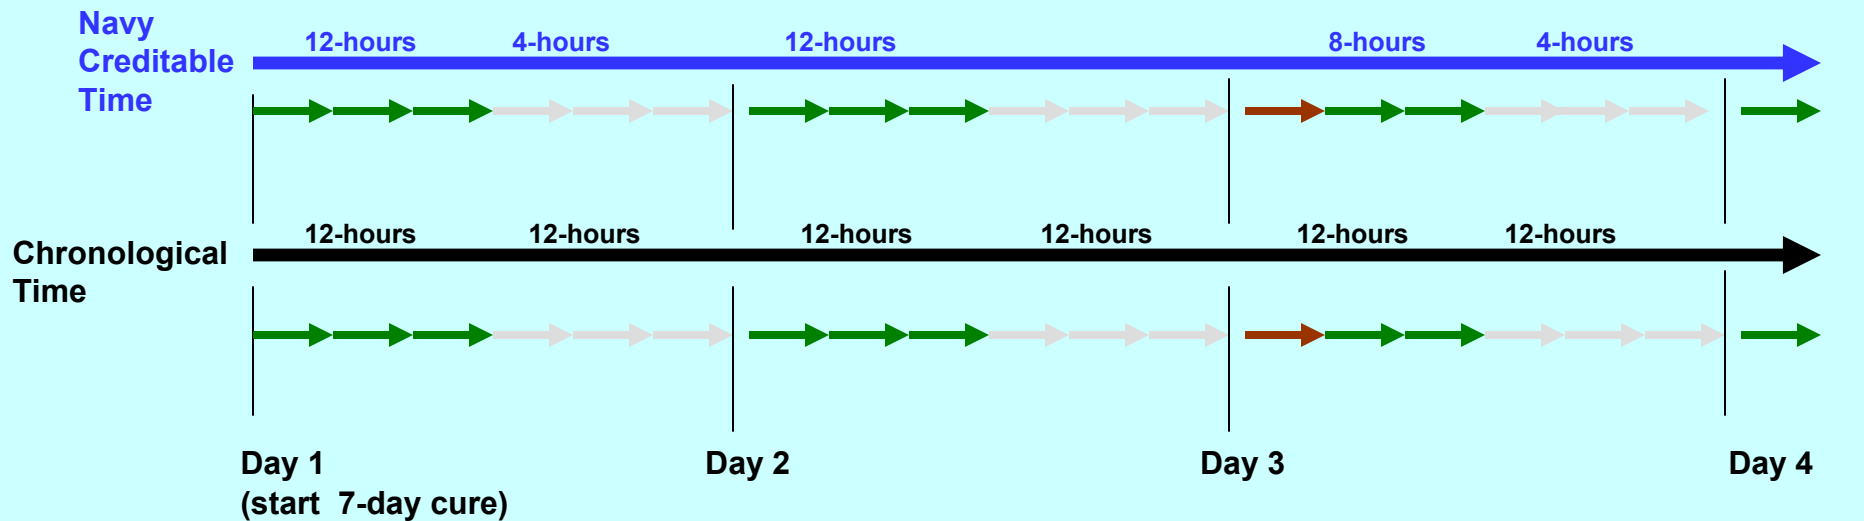 Navy
Creditable
Time
12-hours 4-hours 12-hours 8-hours 4-hours
Chronological
Time
12-hours 12-hours 12-hours 12-hours 12-hours 12-hours
Day 1 Day 2 Day 3 Day 4
(start 7-day cure)